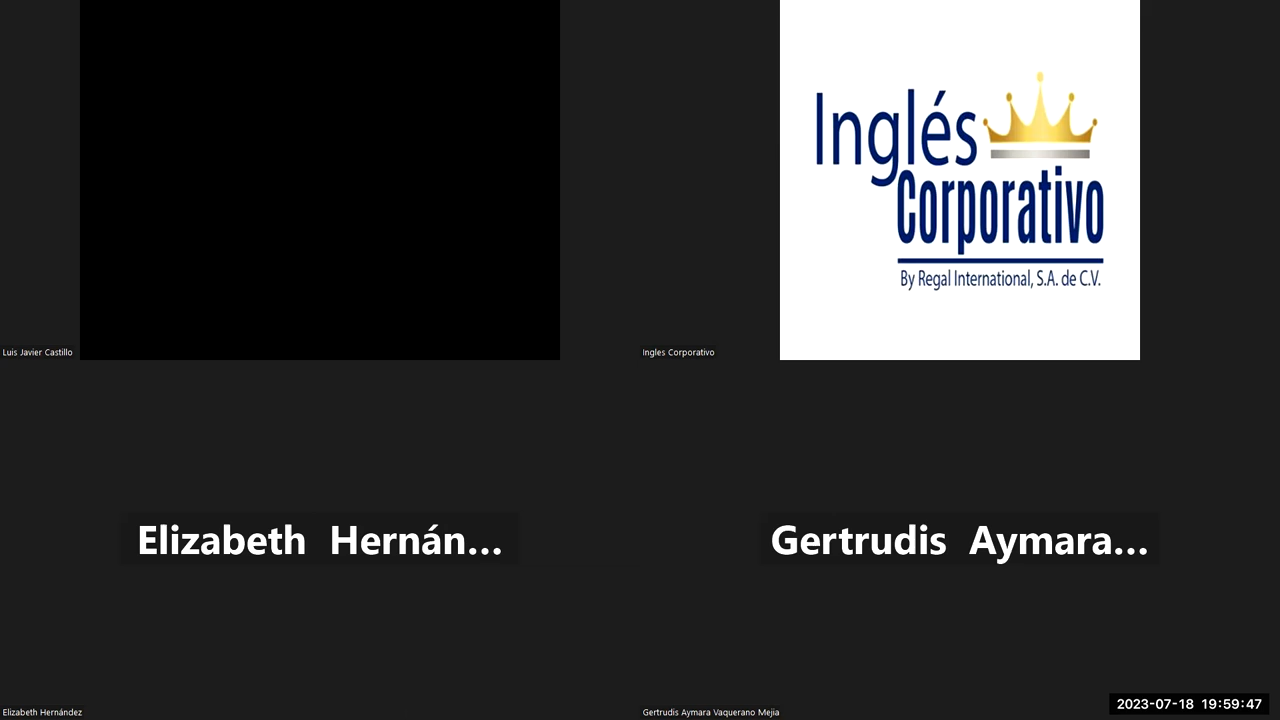 Inglés
Corporativo
By Regal International, S.A. de C.V.
Luis Javier Castillo
Ingles Corporativo
Elizabeth Hernán...
Gertrudis Aymara...
Elizabeth Hernández
Gertrudis Aymara Vaquerano Mejia
2023-07-18 19:59:47